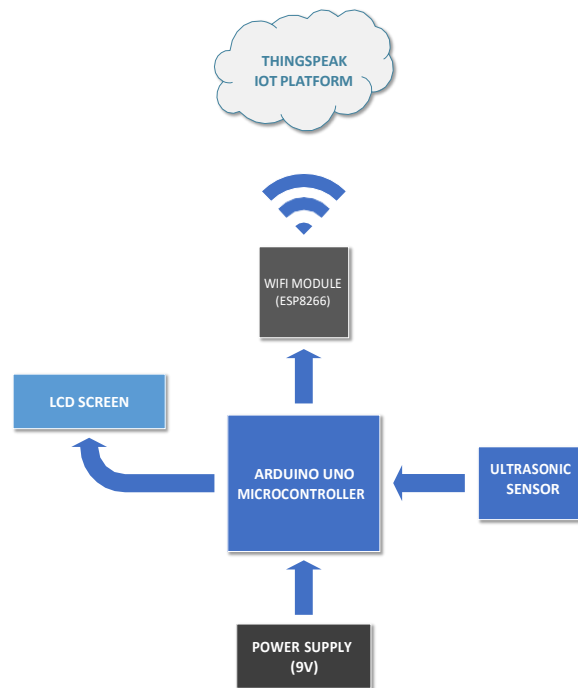 THINGSPEAK
IOT PLATFORM
WIFI MODULE
(ESP8266)
LCD SCREEN
ARDUINO UNO
MICROCONTROLLER
ULTRASONIC
SENSOR
POWER SUPPLY
(9V)